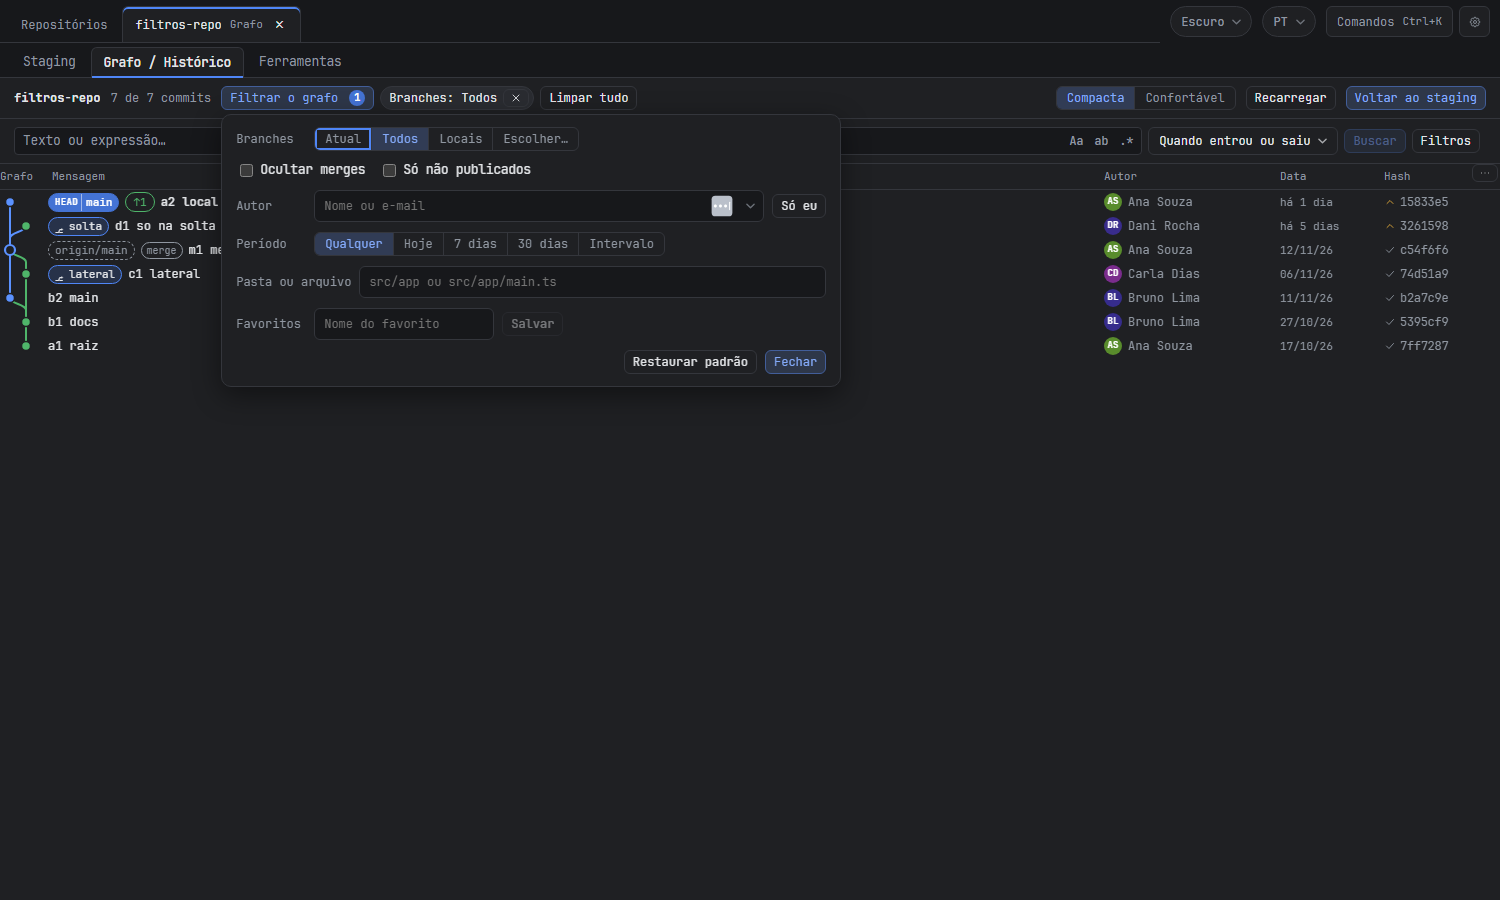 Repositórios filtros-repo Grafo × Escuro PT Comandos Ctrl+K
Staging Grafo / Histórico Ferramentas
filtros-repo 7 de 7 commits Filtrar o grafo 1 Branches: Todos × Limpar tudo Compacta Confortável Recarregar Voltar ao staging
Texto ou expressão… Aa ab .* Quando entrou ou saiu Buscar Filtros
Branches Atual Todos Locais Escolher…
Ocultar merges Só não publicados
Autor Nome ou e-mail Só eu
Período Qualquer Hoje 7 dias 30 dias Intervalo
Pasta ou arquivo src/app ou src/app/main.ts
Favoritos Nome do favorito Salvar
Restaurar padrão Fechar
Grafo Mensagem Autor Data Hash ...
HEAD main ↑1 a2 local AS Ana Souza há 1 dia 15833e5
solta d1 so na solta DR Dani Rocha há 5 dias 3261598
origin/main merge m1 me AS Ana Souza 12/11/26 c54f6f6
lateral c1 lateral CD Carla Dias 06/11/26 74d51a9
b2 main BL Bruno Lima 11/11/26 b2a7c9e
b1 docs BL Bruno Lima 27/10/26 5395cf9
a1 raiz AS Ana Souza 17/10/26 7ff7287